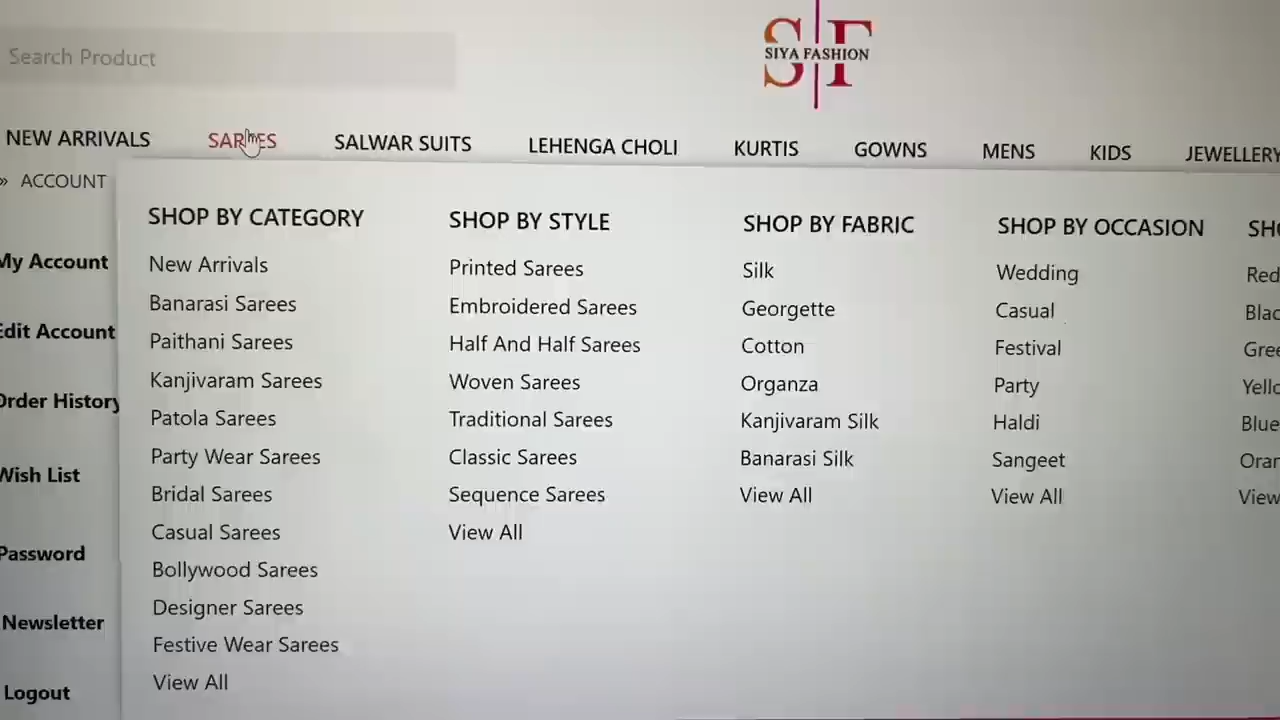 Search Product
SIYA FASHION
NEW ARRIVALS
SAREES
SALWAR SUITS
LEHENGA CHOLI
KURTIS
GOWNS
MENS
KIDS
JEWELLERY
» ACCOUNT
My Account
Edit Account
Order History
Wish List
Password
Newsletter
Logout
SHOP BY CATEGORY
New Arrivals
Banarasi Sarees
Paithani Sarees
Kanjivaram Sarees
Patola Sarees
Party Wear Sarees
Bridal Sarees
Casual Sarees
Bollywood Sarees
Designer Sarees
Festive Wear Sarees
View All
SHOP BY STYLE
Printed Sarees
Embroidered Sarees
Half And Half Sarees
Woven Sarees
Traditional Sarees
Classic Sarees
Sequence Sarees
View All
SHOP BY FABRIC
Silk
Georgette
Cotton
Organza
Kanjivaram Silk
Banarasi Silk
View All
SHOP BY OCCASION
Wedding
Casual
Festival
Party
Haldi
Sangeet
View All
Red
Blue
View